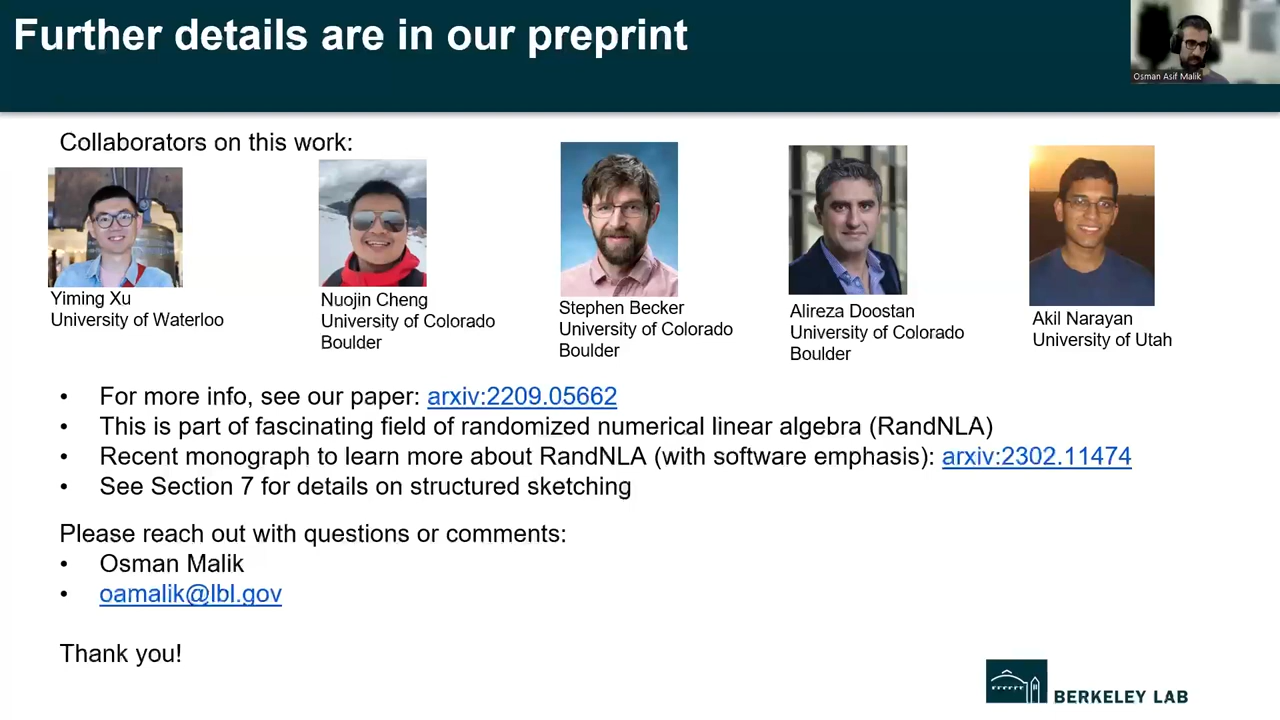 Further details are in our preprint
Osman Asif Malik
Collaborators on this work:
Yiming Xu
University of Waterloo
Nuojin Cheng
University of Colorado
Boulder
Stephen Becker
University of Colorado
Boulder
Alireza Doostan
University of Colorado
Boulder
Akil Narayan
University of Utah
• For more info, see our paper: arxiv:2209.05662
• This is part of fascinating field of randomized numerical linear algebra (RandNLA)
• Recent monograph to learn more about RandNLA (with software emphasis): arxiv:2302.11474
• See Section 7 for details on structured sketching
Please reach out with questions or comments:
• Osman Malik
• oamalik@lbl.gov
Thank you!
BERKELEY LAB